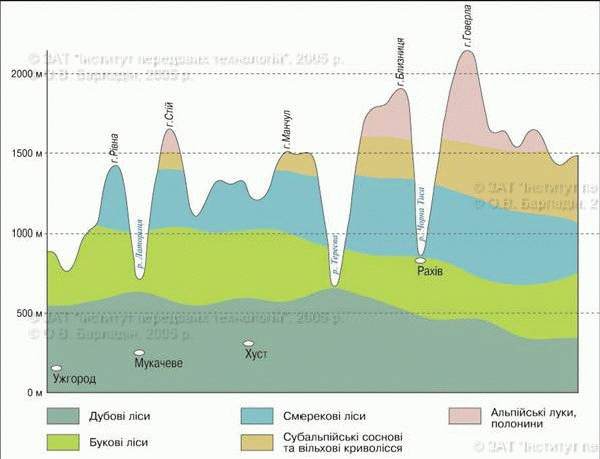 © ЗАТ "Інститут передових технологій", 2005 р.
© О.В. Барладін, 2005 р.
2000 м
1500 м
1000 м
500 м
0 м
г.Рівна
г.Стій
г.Манчул
г.Близниця
г.Говерла
р. Латориця
р. Тересва
р. Чорна Тиса
© ЗАТ "Інститут пе
© О.В. Барладін, 2
Рахів
© ЗАТ "Інститут передових технологій", 2005 р.
© О.В. Барладін, 2005 р.
Хуст
Мукачеве
Ужгород
Дубові ліси
Смерекові ліси
Альпійські луки,
полонини
Букові ліси
Субальпійські соснові
та вільхові криволісся
© ЗАТ "Інститут пе